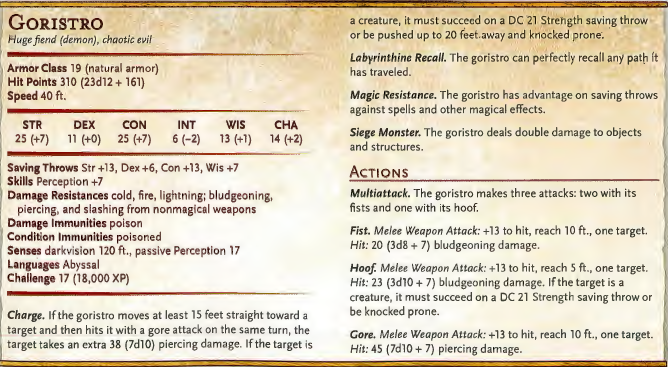 GORISTRO
Huge fiend (demon), chaotic evil
Armor Class 19 (natural armor)
Hit Points 310 (23d12 + 161)
Speed 40 ft.
STR DEX CON INT WIS CHA
25 (+7) 11 (+0) 25 (+7) 6 (−2) 13 (+1) 14 (+2)
Saving Throws Str +13, Dex +6, Con +13, Wis +7
Skills Perception +7
Damage Resistances cold, fire, lightning; bludgeoning,
piercing, and slashing from nonmagical weapons
Damage Immunities poison
Condition Immunities poisoned
Senses darkvision 120 ft., passive Perception 17
Languages Abyssal
Challenge 17 (18,000 XP)
Charge. If the goristro moves at least 15 feet straight toward a
target and then hits it with a gore attack on the same turn, the
target takes an extra 38 (7d10) piercing damage. If the target is
a creature, it must succeed on a DC 21 Strength saving throw
or be pushed up to 20 feet away and knocked prone.
Labyrinthine Recall. The goristro can perfectly recall any path it
has traveled.
Magic Resistance. The goristro has advantage on saving throws
against spells and other magical effects.
Siege Monster. The goristro deals double damage to objects
and structures.
ACTIONS
Multiattack. The goristro makes three attacks: two with its
fists and one with its hoof.
Fist. Melee Weapon Attack: +13 to hit, reach 10 ft., one target.
Hit: 20 (3d8 + 7) bludgeoning damage.
Hoof. Melee Weapon Attack: +13 to hit, reach 5 ft., one target.
Hit: 23 (3d10 + 7) bludgeoning damage. If the target is a
creature, it must succeed on a DC 21 Strength saving throw or
be knocked prone.
Gore. Melee Weapon Attack: +13 to hit, reach 10 ft., one target.
Hit: 45 (7d10 + 7) piercing damage.